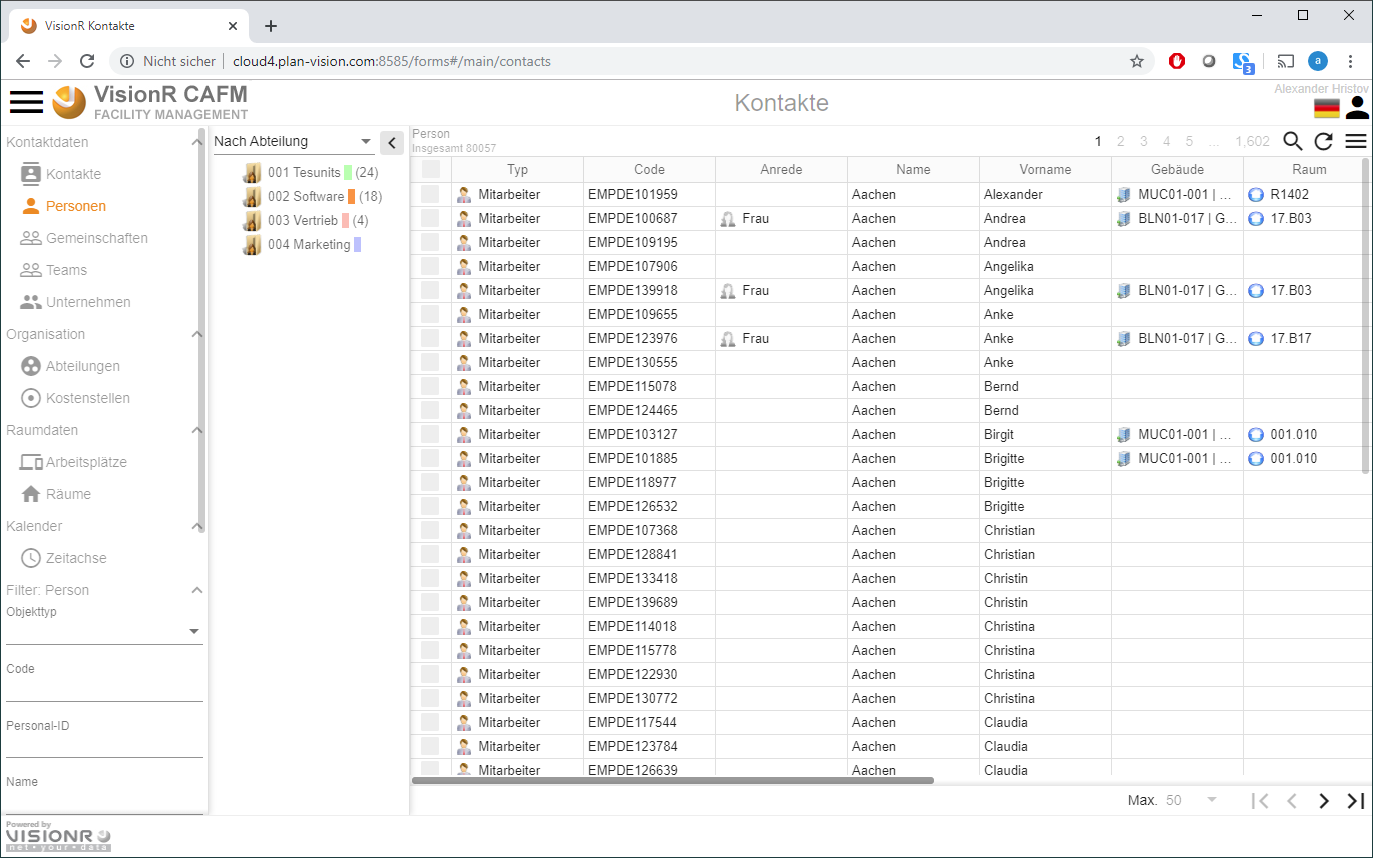 VisionR Kontakte
Nicht sicher | cloud4.plan-vision.com:8585/forms#/main/contacts
3
a
VisionR CAFM
FACILITY MANAGEMENT
Kontakte
Alexander Hristov
Kontaktdaten
Kontakte
Personen
Gemeinschaften
Teams
Unternehmen
Organisation
Abteilungen
Kostenstellen
Raumdaten
Arbeitsplätze
Räume
Kalender
Zeitachse
Filter: Person
Objekttyp
Code
Personal-ID
Name
Nach Abteilung
001 Tesunits (24)
002 Software (18)
003 Vertrieb (4)
004 Marketing
Person
Insgesamt 80057
1 2 3 4 5 ... 1,602
Typ Code Anrede Name Vorname Gebäude Raum
Mitarbeiter EMPDE101959 Aachen Alexander MUC01-001 | ... R1402
Mitarbeiter EMPDE100687 Frau Aachen Andrea BLN01-017 | G... 17.B03
Mitarbeiter EMPDE109195 Aachen Andrea
Mitarbeiter EMPDE107906 Aachen Angelika
Mitarbeiter EMPDE139918 Frau Aachen Angelika BLN01-017 | G... 17.B03
Mitarbeiter EMPDE109655 Aachen Anke
Mitarbeiter EMPDE123976 Frau Aachen Anke BLN01-017 | G... 17.B17
Mitarbeiter EMPDE130555 Aachen Anke
Mitarbeiter EMPDE115078 Aachen Bernd
Mitarbeiter EMPDE124465 Aachen Bernd
Mitarbeiter EMPDE103127 Aachen Birgit MUC01-001 | ... 001.010
Mitarbeiter EMPDE101885 Aachen Brigitte MUC01-001 | ... 001.010
Mitarbeiter EMPDE118977 Aachen Brigitte
Mitarbeiter EMPDE126532 Aachen Brigitte
Mitarbeiter EMPDE107368 Aachen Christian
Mitarbeiter EMPDE128841 Aachen Christian
Mitarbeiter EMPDE133418 Aachen Christin
Mitarbeiter EMPDE139689 Aachen Christin
Mitarbeiter EMPDE114018 Aachen Christina
Mitarbeiter EMPDE115778 Aachen Christina
Mitarbeiter EMPDE122930 Aachen Christina
Mitarbeiter EMPDE130772 Aachen Christina
Mitarbeiter EMPDE117544 Aachen Claudia
Mitarbeiter EMPDE123784 Aachen Claudia
Mitarbeiter EMPDE126639 Aachen Claudia
Max. 50
Powered by
VISIONR
net · your · data